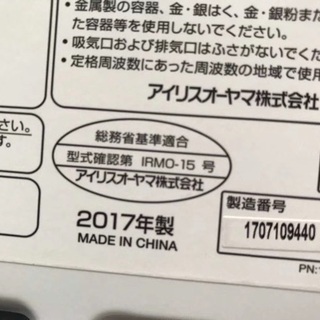 ・金属製の容器、金・銀はく、金・銀粉また
た容器等を使用しないでください。
・吸気口および排気口はふさがないでくだ
・定格周波数にあった周波数の地域で使用
アイリスオーヤマ株式会社
さい。
す。
総務省基準適合
型式確認第 IRMO-15 号
アイリスオーヤマ株式会社
2017年製
MADE IN CHINA
製造番号
1707109440
PN: